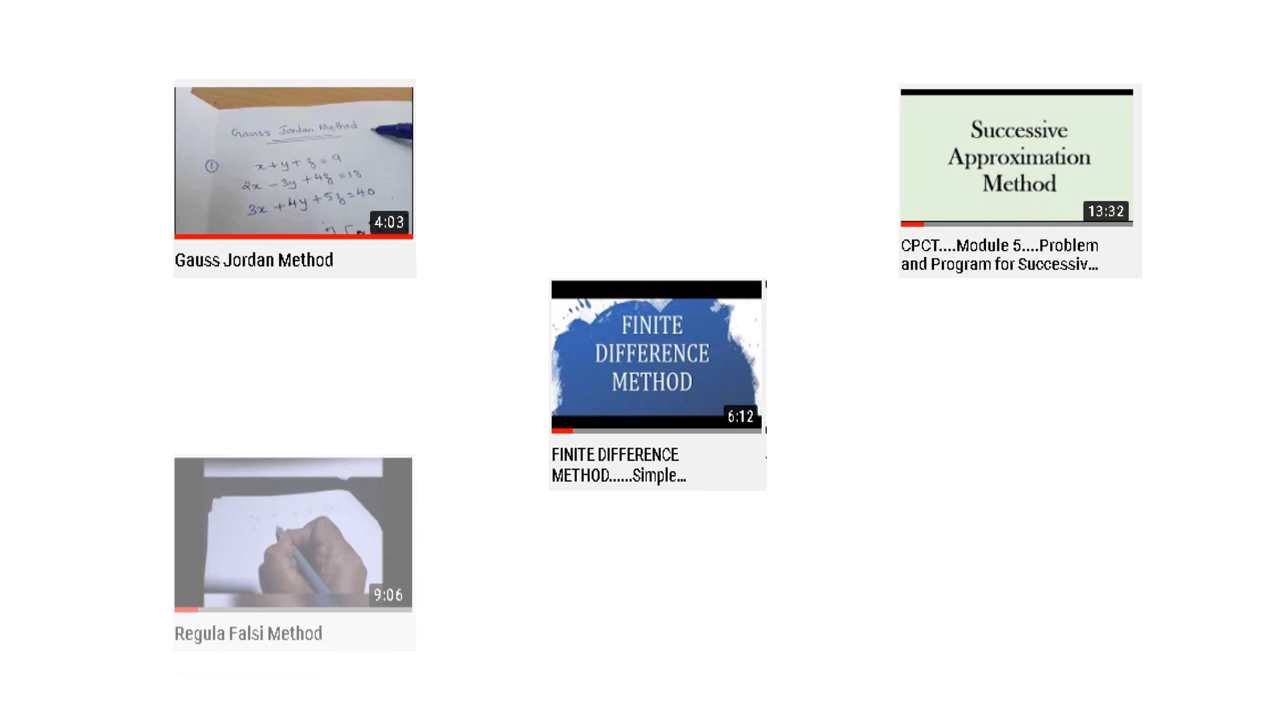 Gauss Jordan Method
①
x + y + z = 9
2x - 3y + 4z = 13
3x + 4y + 5z = 40
4:03
Gauss Jordan Method
Successive
Approximation
Method
13:32
CPCT....Module 5....Problem
and Program for Successiv...
FINITE
DIFFERENCE
METHOD
6:12
FINITE DIFFERENCE
METHOD......Simple...
9:06
Regula Falsi Method